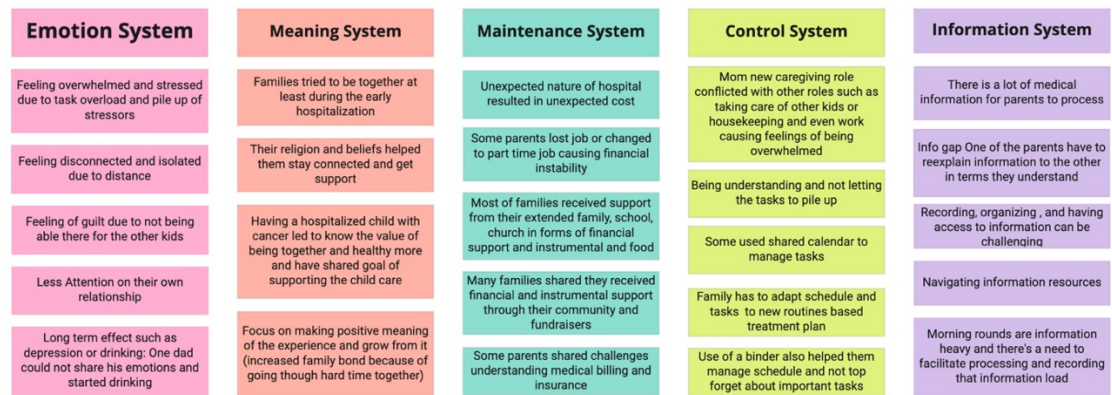 Emotion System
Feeling overwhelmed and stressed
due to task overload and pile up of
stressors
Feeling disconnected and isolated
due to distance
Feeling of guilt due to not being
able there for the other kids
Less Attention on their own
relationship
Long term effect such as
depression or drinking: One dad
could not share his emotions and
started drinking
Meaning System
Families tried to be together at
least during the early
hospitalization
Their religion and beliefs helped
them stay connected and get
support
Having a hospitalized child with
cancer led to know the value of
being together and healthy more
and have shared goal of
supporting the child care
Focus on making positive meaning
of the experience and grow from it
(increased family bond because of
going though hard time together)
Maintenance System
Unexpected nature of hospital
resulted in unexpected cost
Some parents lost job or changed
to part time job causing financial
instability
Most of families received support
from their extended family, school,
church in forms of financial
support and instrumental and food
Many families shared they received
financial and instrumental support
through their community and
fundraisers
Some parents shared challenges
understanding medical billing and
insurance
Control System
Mom new caregiving role
conflicted with other roles such as
taking care of other kids or
housekeeping and even work
causing feelings of being
overwhelmed
Being understanding and not letting
the tasks to pile up
Some used shared calendar to
manage tasks
Family has to adapt schedule and
tasks to new routines based
treatment plan
Use of a binder also helped them
manage schedule and not top
forget about important tasks
Information System
There is a lot of medical
information for parents to process
Info gap One of the parents have to
reexplain information to the other
in terms they understand
Recording, organizing , and having
access to information can be
challenging
Navigating information resources
Morning rounds are information
heavy and there's a need to
facilitate processing and recording
that information load